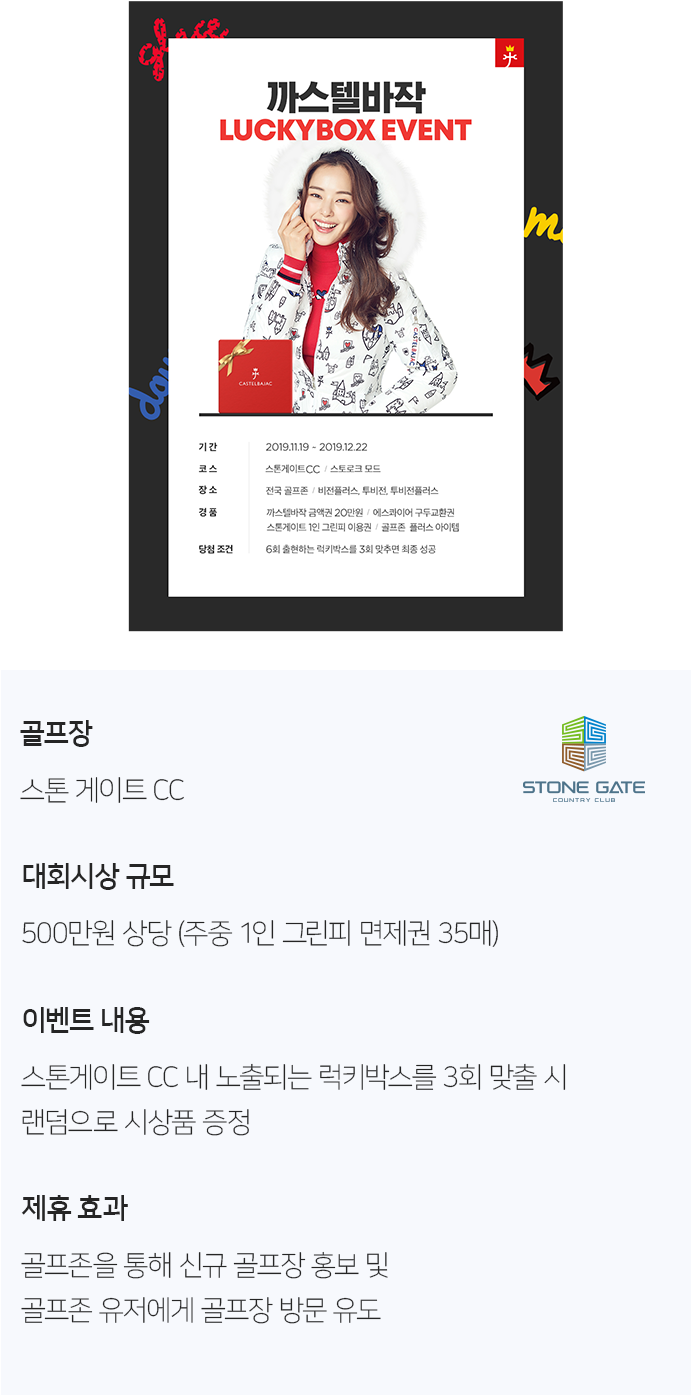 까스텔바작
LUCKYBOX EVENT
CASTELBAJAC
CASTELBAJAC
기간 2019.11.19 - 2019.12.22
코스 스톤게이트CC / 스토로크 모드
장소 전국 골프존 / 비전플러스, 투비전, 투비전플러스
경품 까스텔바작 금액권 20만원 / 에스콰이어 구두교환권
스톤게이트 1인 그린피 이용권 / 골프존 플러스 아이템
당첨 조건 6회 출현하는 럭키박스를 3회 맞추면 최종 성공
골프장
스톤 게이트 CC
STONE GATE
COUNTRY CLUB
대회시상 규모
500만원 상당 (주중 1인 그린피 면제권 35매)
이벤트 내용
스톤게이트 CC 내 노출되는 럭키박스를 3회 맞출 시
랜덤으로 시상품 증정
제휴 효과
골프존을 통해 신규 골프장 홍보 및
골프존 유저에게 골프장 방문 유도